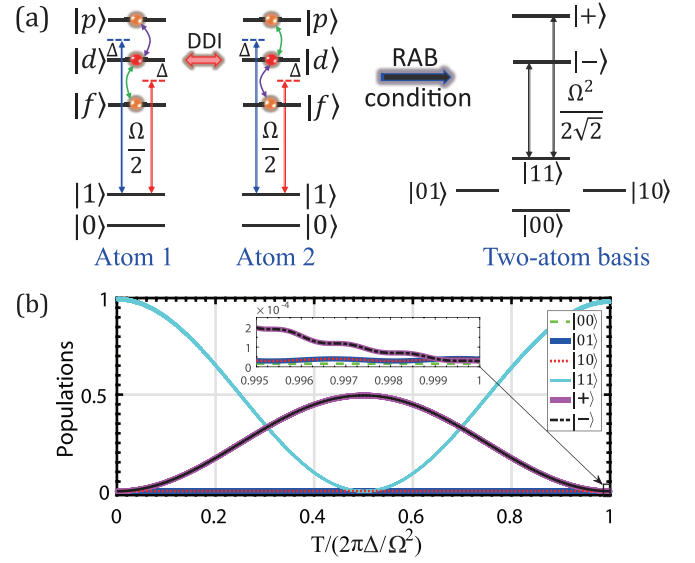 (a)
|p⟩ |p⟩ |+⟩
Δ DDI Δ RAB
|d⟩ |d⟩ |−⟩
Δ Δ condition
|f⟩ |f⟩ Ω²/2√2
Ω/2 Ω/2
|11⟩
|1⟩ |1⟩ |01⟩ |10⟩
|0⟩ |0⟩ |00⟩
Atom 1 Atom 2 Two-atom basis
(b)
1
× 10⁻⁴
2
1
0
0.995 0.996 0.997 0.998 0.999 1
|00⟩
|01⟩
|10⟩
|11⟩
|+⟩
|−⟩
Populations
0.5
0
0 0.2 0.4 0.6 0.8 1
T/(2πΔ/Ω²)